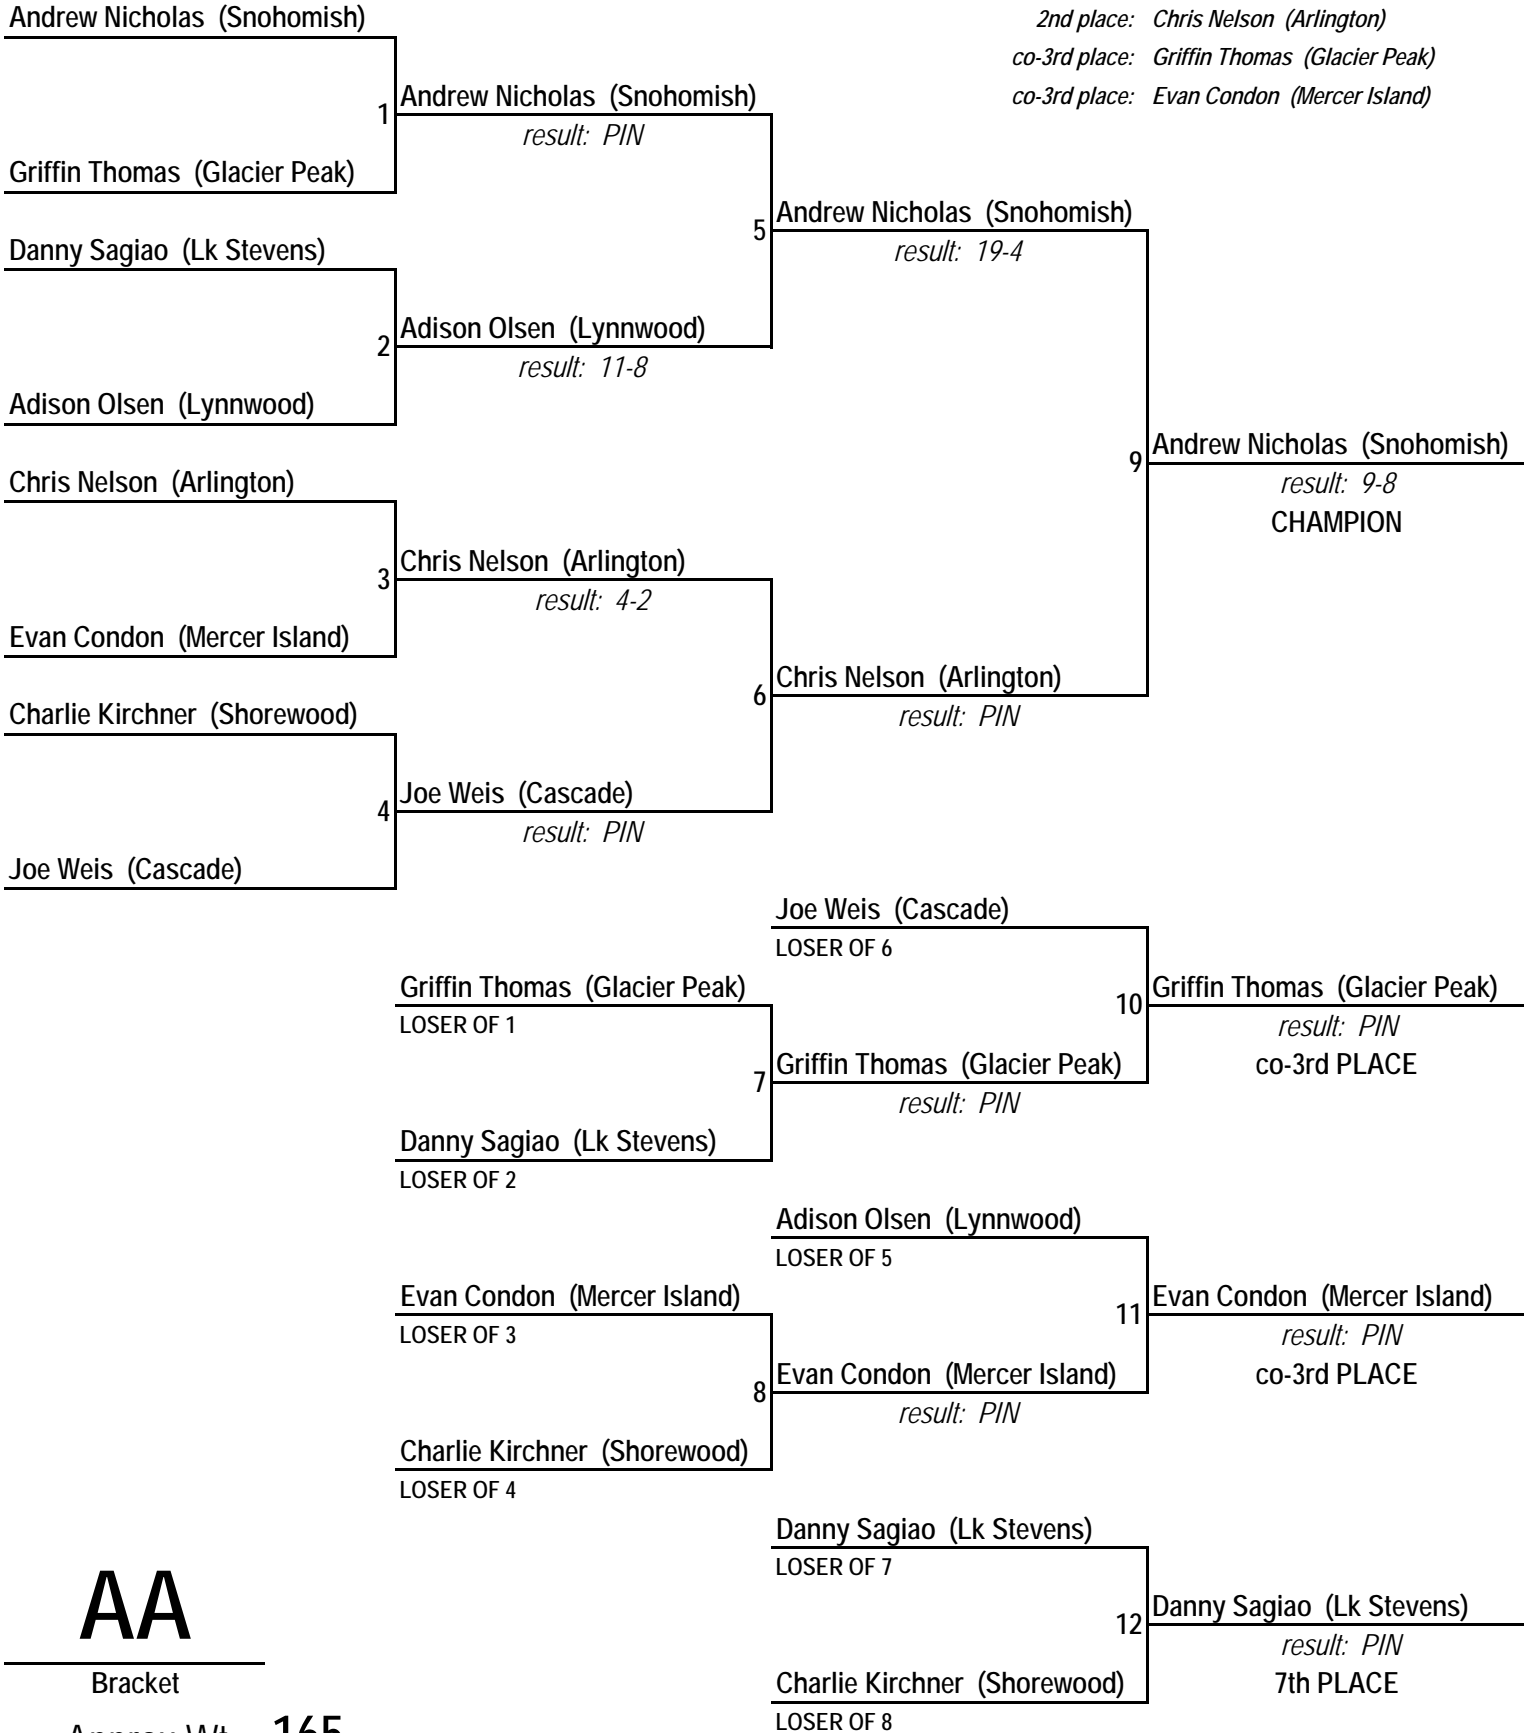 Andrew Nicholas (Snohomish)
2nd place: Chris Nelson (Arlington)
co-3rd place: Griffin Thomas (Glacier Peak)
co-3rd place: Evan Condon (Mercer Island)
1
Andrew Nicholas (Snohomish)
result: PIN
Griffin Thomas (Glacier Peak)
5
Andrew Nicholas (Snohomish)
result: 19-4
Danny Sagiao (Lk Stevens)
2
Adison Olsen (Lynnwood)
result: 11-8
Adison Olsen (Lynnwood)
9
Andrew Nicholas (Snohomish)
result: 9-8
CHAMPION
Chris Nelson (Arlington)
3
Chris Nelson (Arlington)
result: 4-2
Evan Condon (Mercer Island)
6
Chris Nelson (Arlington)
result: PIN
Charlie Kirchner (Shorewood)
4
Joe Weis (Cascade)
result: PIN
Joe Weis (Cascade)
Joe Weis (Cascade)
LOSER OF 6
Griffin Thomas (Glacier Peak)
LOSER OF 1
10
Griffin Thomas (Glacier Peak)
result: PIN
co-3rd PLACE
7
Griffin Thomas (Glacier Peak)
result: PIN
Danny Sagiao (Lk Stevens)
LOSER OF 2
Adison Olsen (Lynnwood)
LOSER OF 5
Evan Condon (Mercer Island)
LOSER OF 3
11
Evan Condon (Mercer Island)
result: PIN
co-3rd PLACE
8
Evan Condon (Mercer Island)
result: PIN
Charlie Kirchner (Shorewood)
LOSER OF 4
Danny Sagiao (Lk Stevens)
LOSER OF 7
12
Danny Sagiao (Lk Stevens)
result: PIN
7th PLACE
Charlie Kirchner (Shorewood)
LOSER OF 8
AA
Bracket
Approx Wt 165